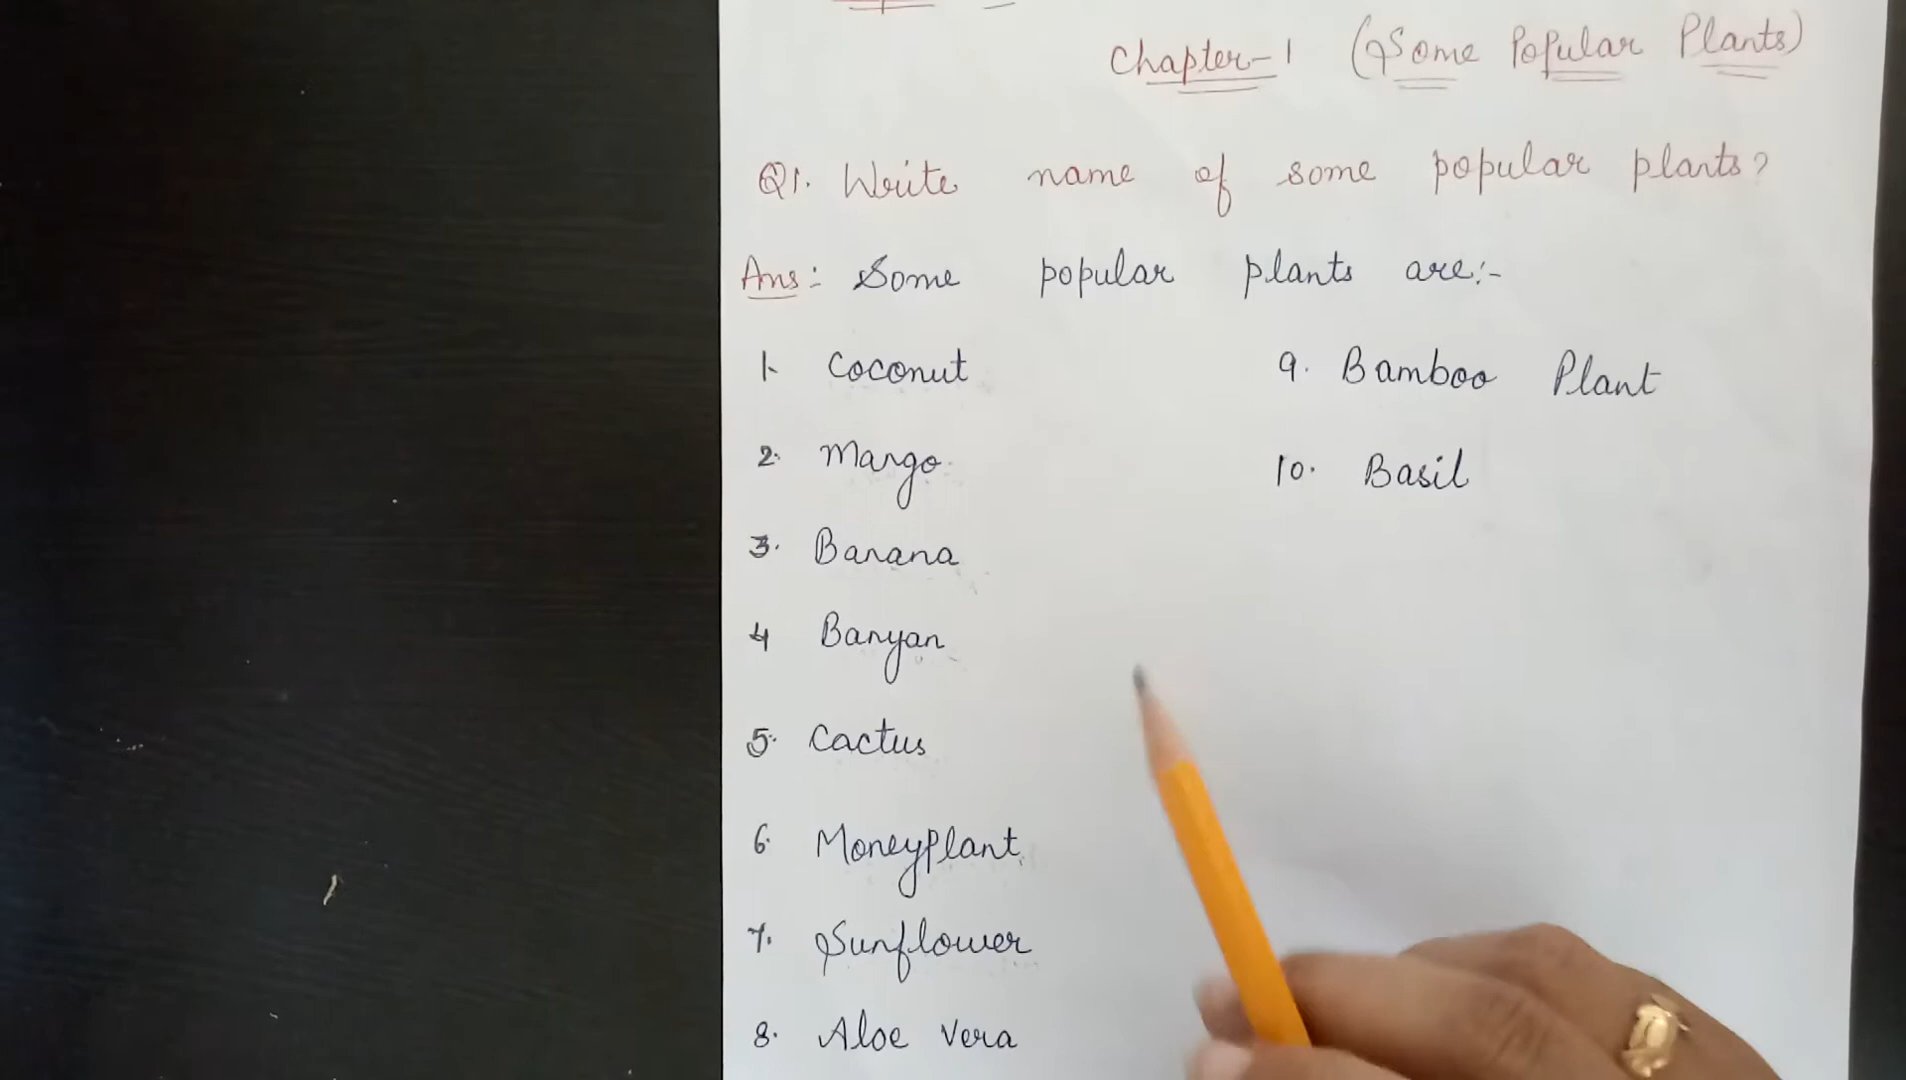 Chapter-1 (Some Popular Plants)
Q1. Write name of some popular plants?
Ans: Some popular plants are:-
1. Coconut
2. Mango
3. Banana
4 Banyan
5. Cactus
6. Moneyplant
7. Sunflower
8. Aloe Vera
9. Bamboo Plant
10. Basil